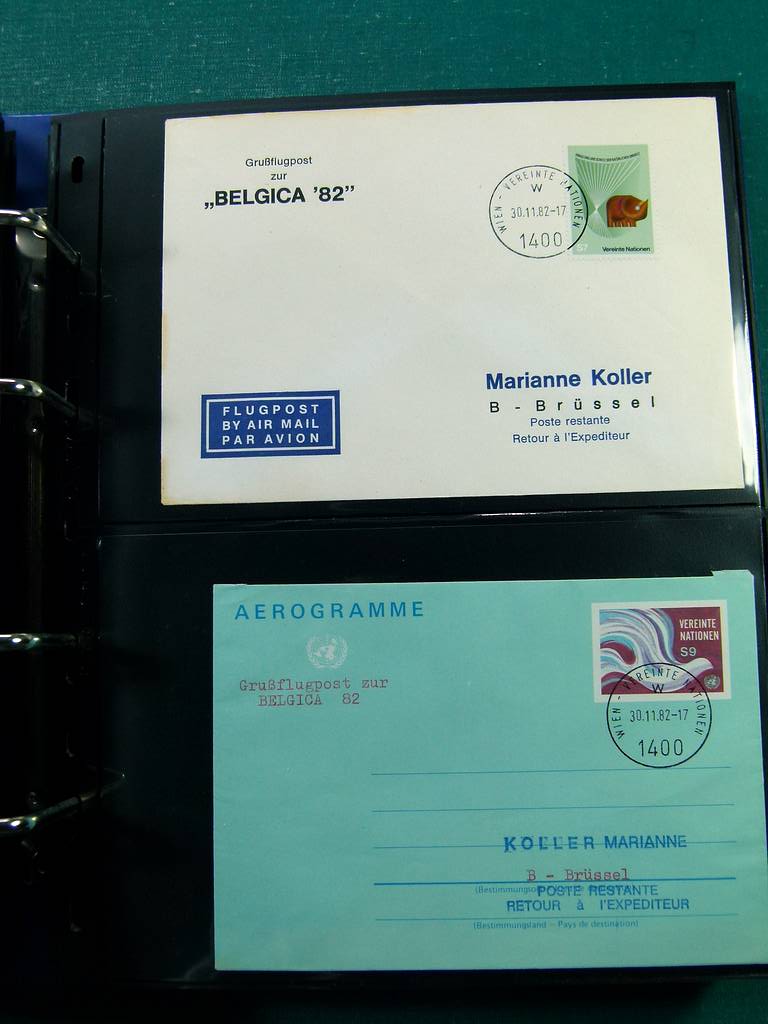 Grußflugpost
zur
„BELGICA '82”
WIEN - VEREINTE NATIONEN
W
30.11.82-17
1400
S7
Vereinte Nationen
FLUGPOST
BY AIR MAIL
PAR AVION
Marianne Koller
B - Brüssel
Poste restante
Retour à l'Expediteur
AEROGRAMME
Grußflugpost zur
BELGICA 82
VEREINTE
NATIONEN
S9
WIEN - VEREINTE NATIONEN
W
30.11.82-17
1400
KOLLER MARIANNE
B - Brüssel
POSTE RESTANTE
RETOUR à l'EXPEDITEUR
(Bestimmungsland – Pays de destination)